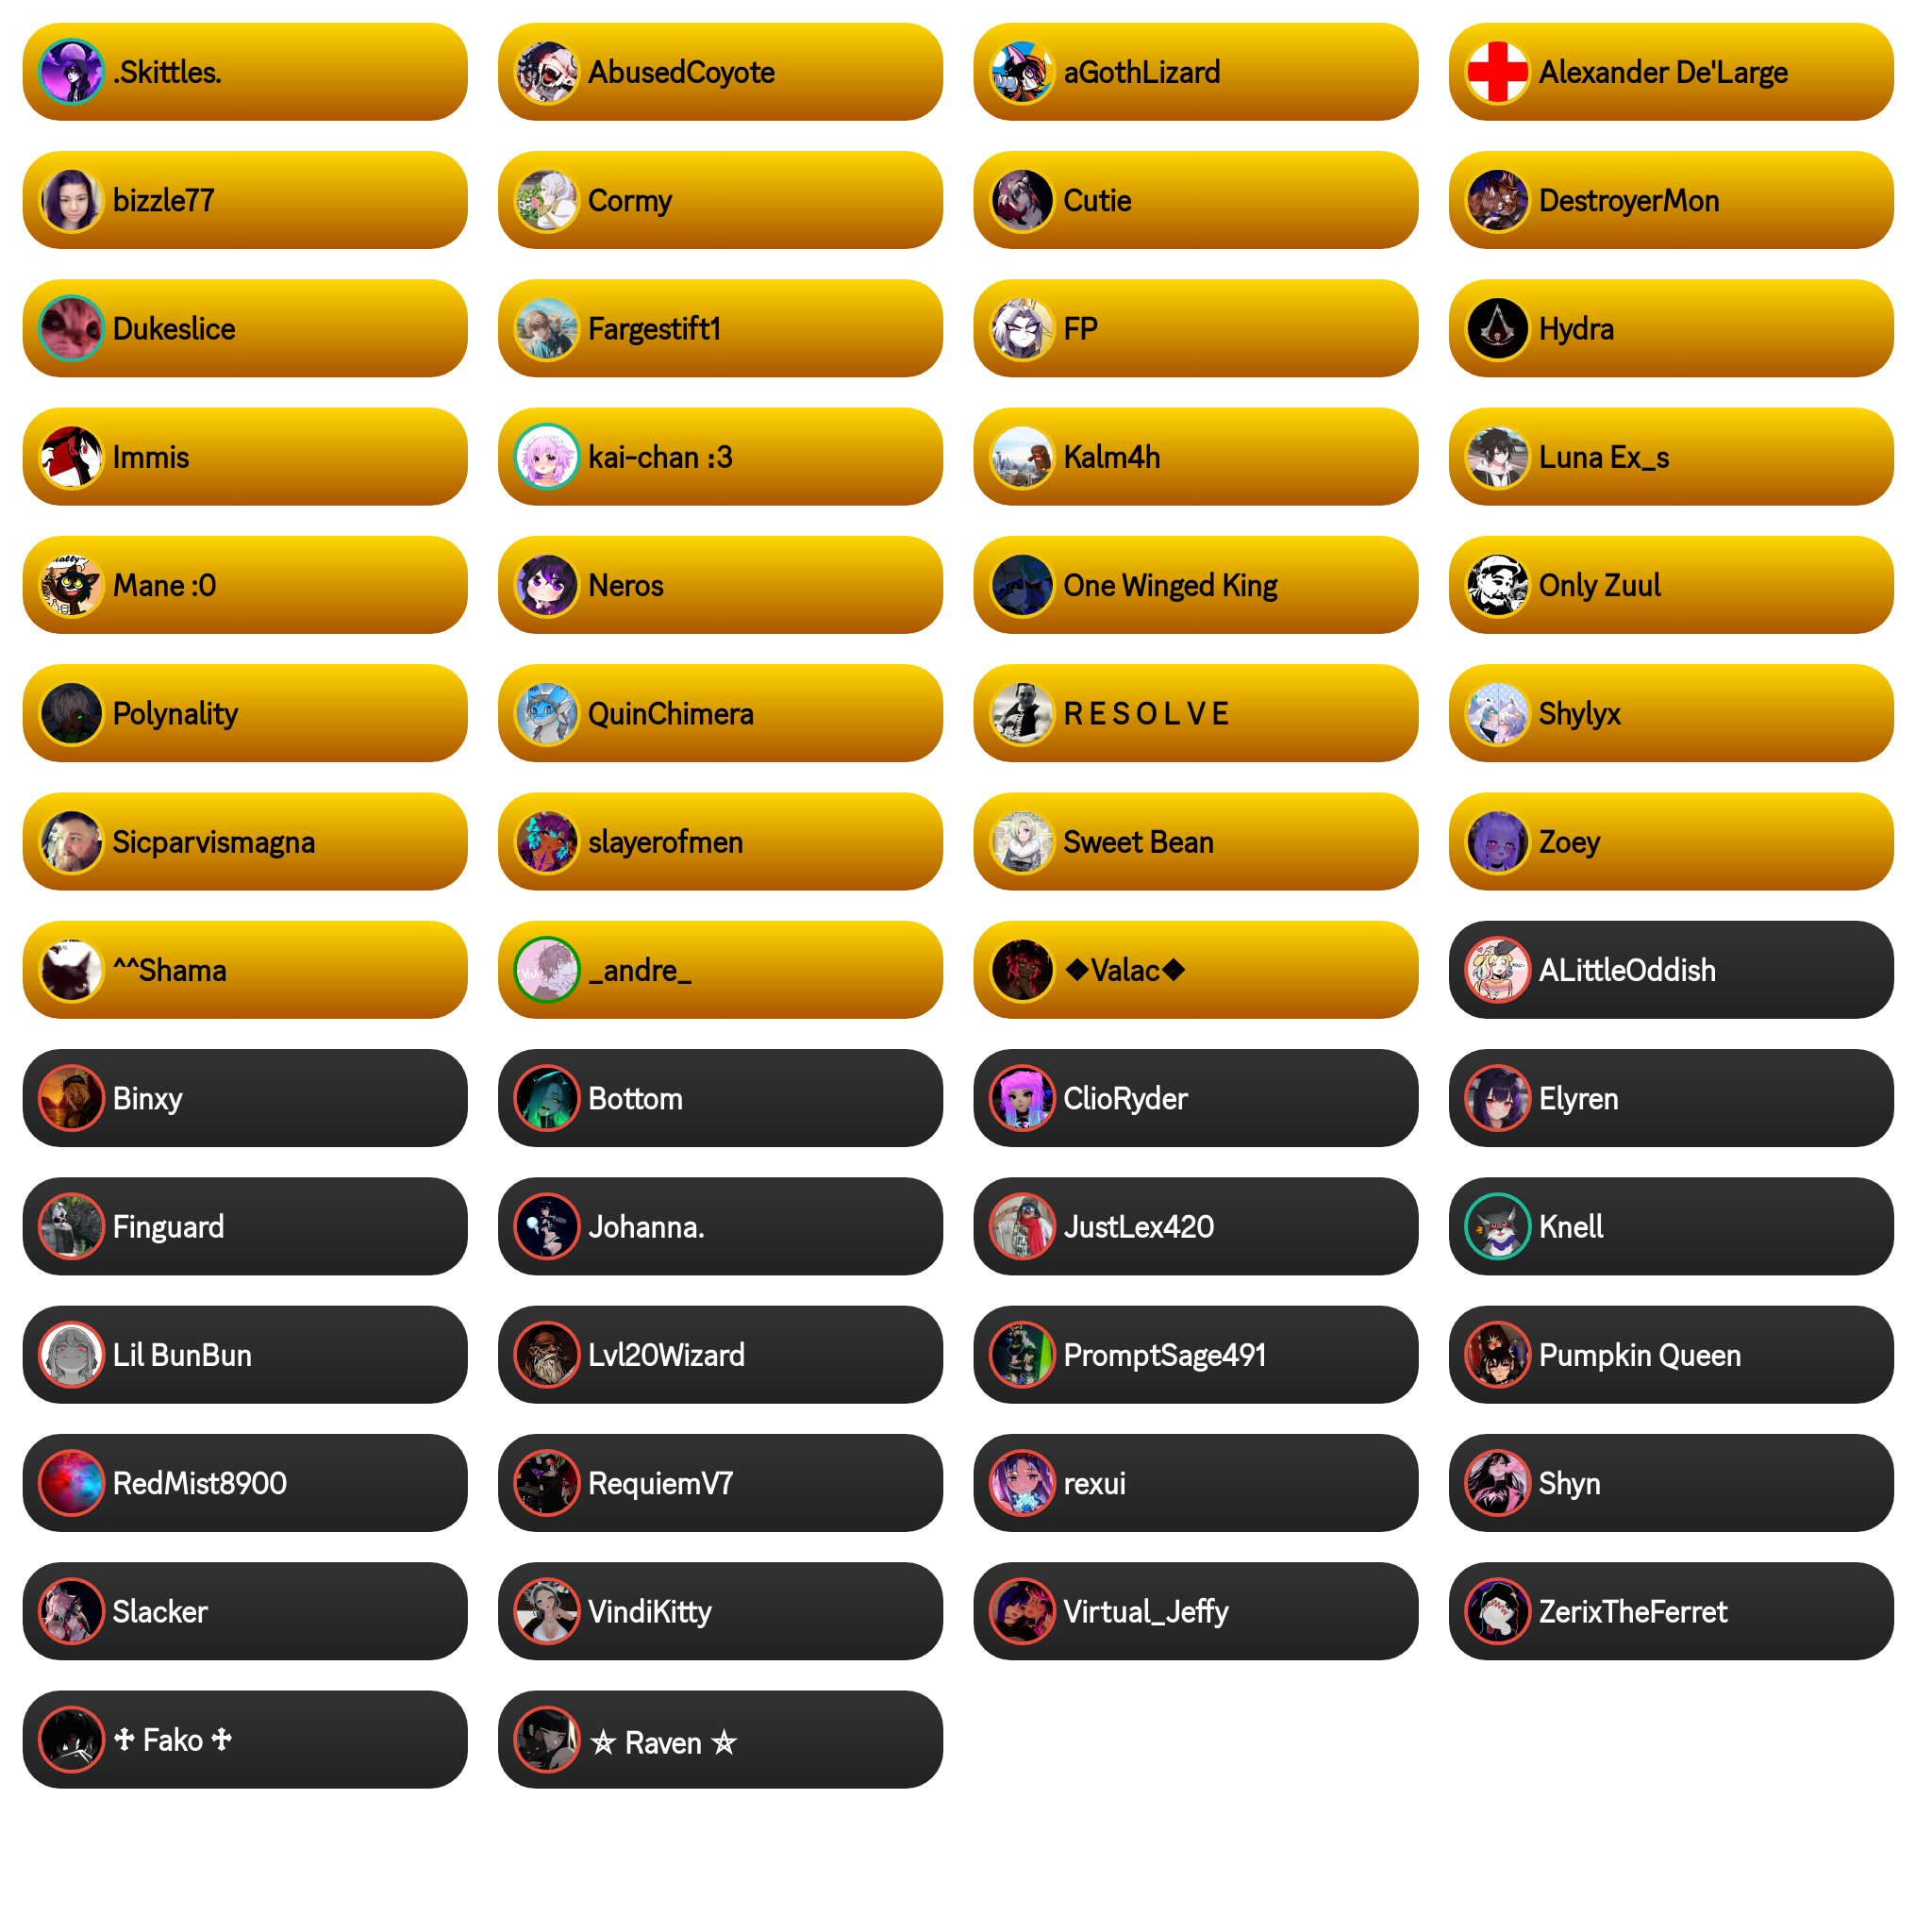 .Skittles.
AbusedCoyote
aGothLizard
Alexander De'Large
bizzle77
Cormy
Cutie
DestroyerMon
Dukeslice
Fargestift1
FP
Hydra
Immis
kai-chan :3
Kalm4h
Luna Ex_s
Mane :0
Neros
One Winged King
Only Zuul
Polynality
QuinChimera
R E S O L V E
Shylyx
Sicparvismagna
slayerofmen
Sweet Bean
Zoey
^^Shama
_andre_
❖Valac❖
ALittleOddish
Binxy
Bottom
ClioRyder
Elyren
Finguard
Johanna.
JustLex420
Knell
Lil BunBun
Lvl20Wizard
PromptSage491
Pumpkin Queen
RedMist8900
RequiemV7
rexui
Shyn
Slacker
VindiKitty
Virtual_Jeffy
ZerixTheFerret
♱ Fako ♱
⛤ Raven ⛤